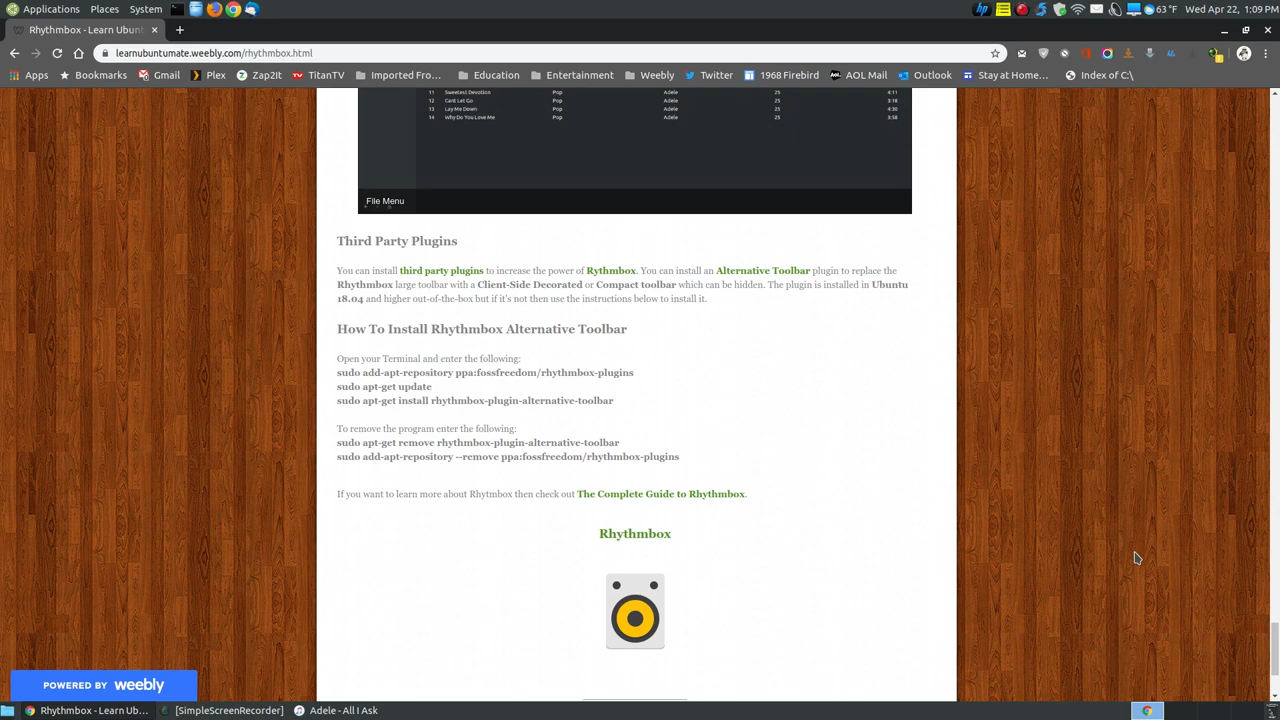 Applications Places System 63 °F Wed Apr 22, 1:09 PM
Rhythmbox - Learn Ubunt
learnubuntumate.weebly.com/rhythmbox.html
Apps Bookmarks Gmail Plex Zap2It TitanTV Imported Fro... Education Entertainment Weebly Twitter 1968 Firebird AOL Mail Outlook Stay at Home... Index of C:\
11 Sweetest Devotion Pop Adele 25 4:11
12 Cant Let Go Pop Adele 25 3:18
13 Lay Me Down Pop Adele 25 4:30
14 Why Do You Love Me Pop Adele 25 3:58
File Menu
Third Party Plugins
You can install third party plugins to increase the power of Rythmbox. You can install an Alternative Toolbar plugin to replace the
Rhythmbox large toolbar with a Client-Side Decorated or Compact toolbar which can be hidden. The plugin is installed in Ubuntu
18.04 and higher out-of-the-box but if it's not then use the instructions below to install it.
How To Install Rhythmbox Alternative Toolbar
Open your Terminal and enter the following:
sudo add-apt-repository ppa:fossfreedom/rhythmbox-plugins
sudo apt-get update
sudo apt-get install rhythmbox-plugin-alternative-toolbar
To remove the program enter the following:
sudo apt-get remove rhythmbox-plugin-alternative-toolbar
sudo add-apt-repository --remove ppa:fossfreedom/rhythmbox-plugins
If you want to learn more about Rhytmbox then check out The Complete Guide to Rhythmbox.
Rhythmbox
POWERED BY weebly
Rhythmbox - Learn Ub... [SimpleScreenRecorder] Adele - All I Ask